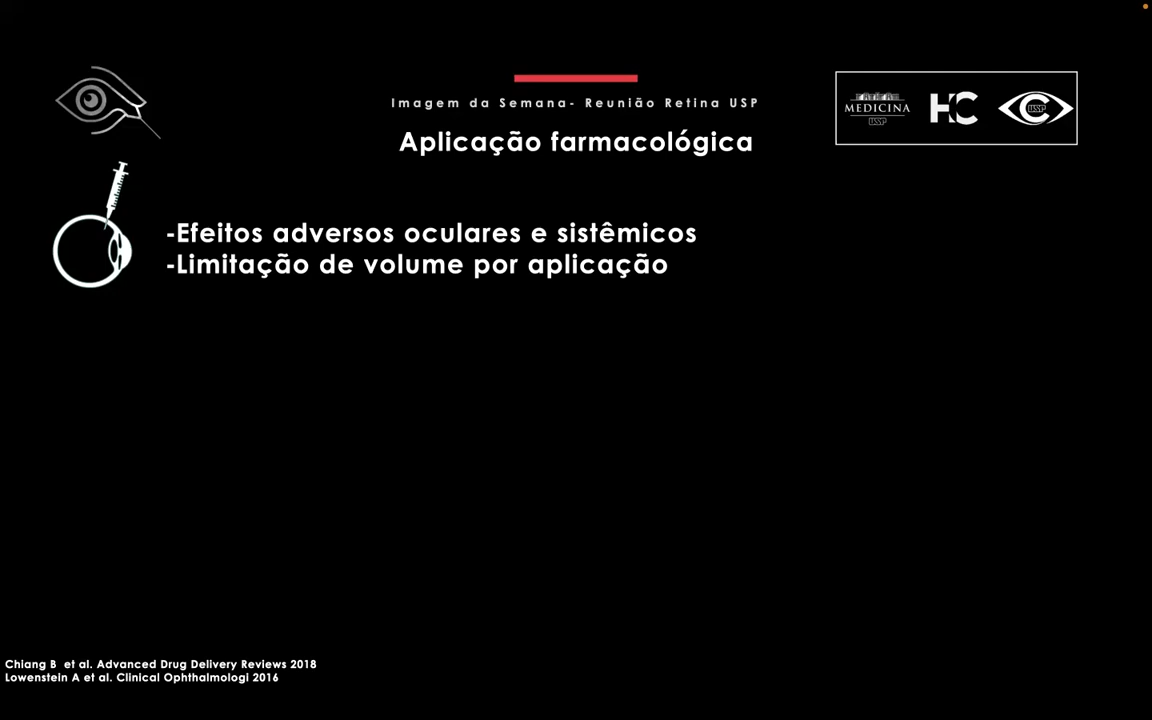 Imagem da Semana- Reunião Retina USP
Aplicação farmacológica
MEDICINA
USP
HC
C
USP
-Efeitos adversos oculares e sistêmicos
-Limitação de volume por aplicação
Chiang B et al. Advanced Drug Delivery Reviews 2018
Lowenstein A et al. Clinical Ophthalmologi 2016